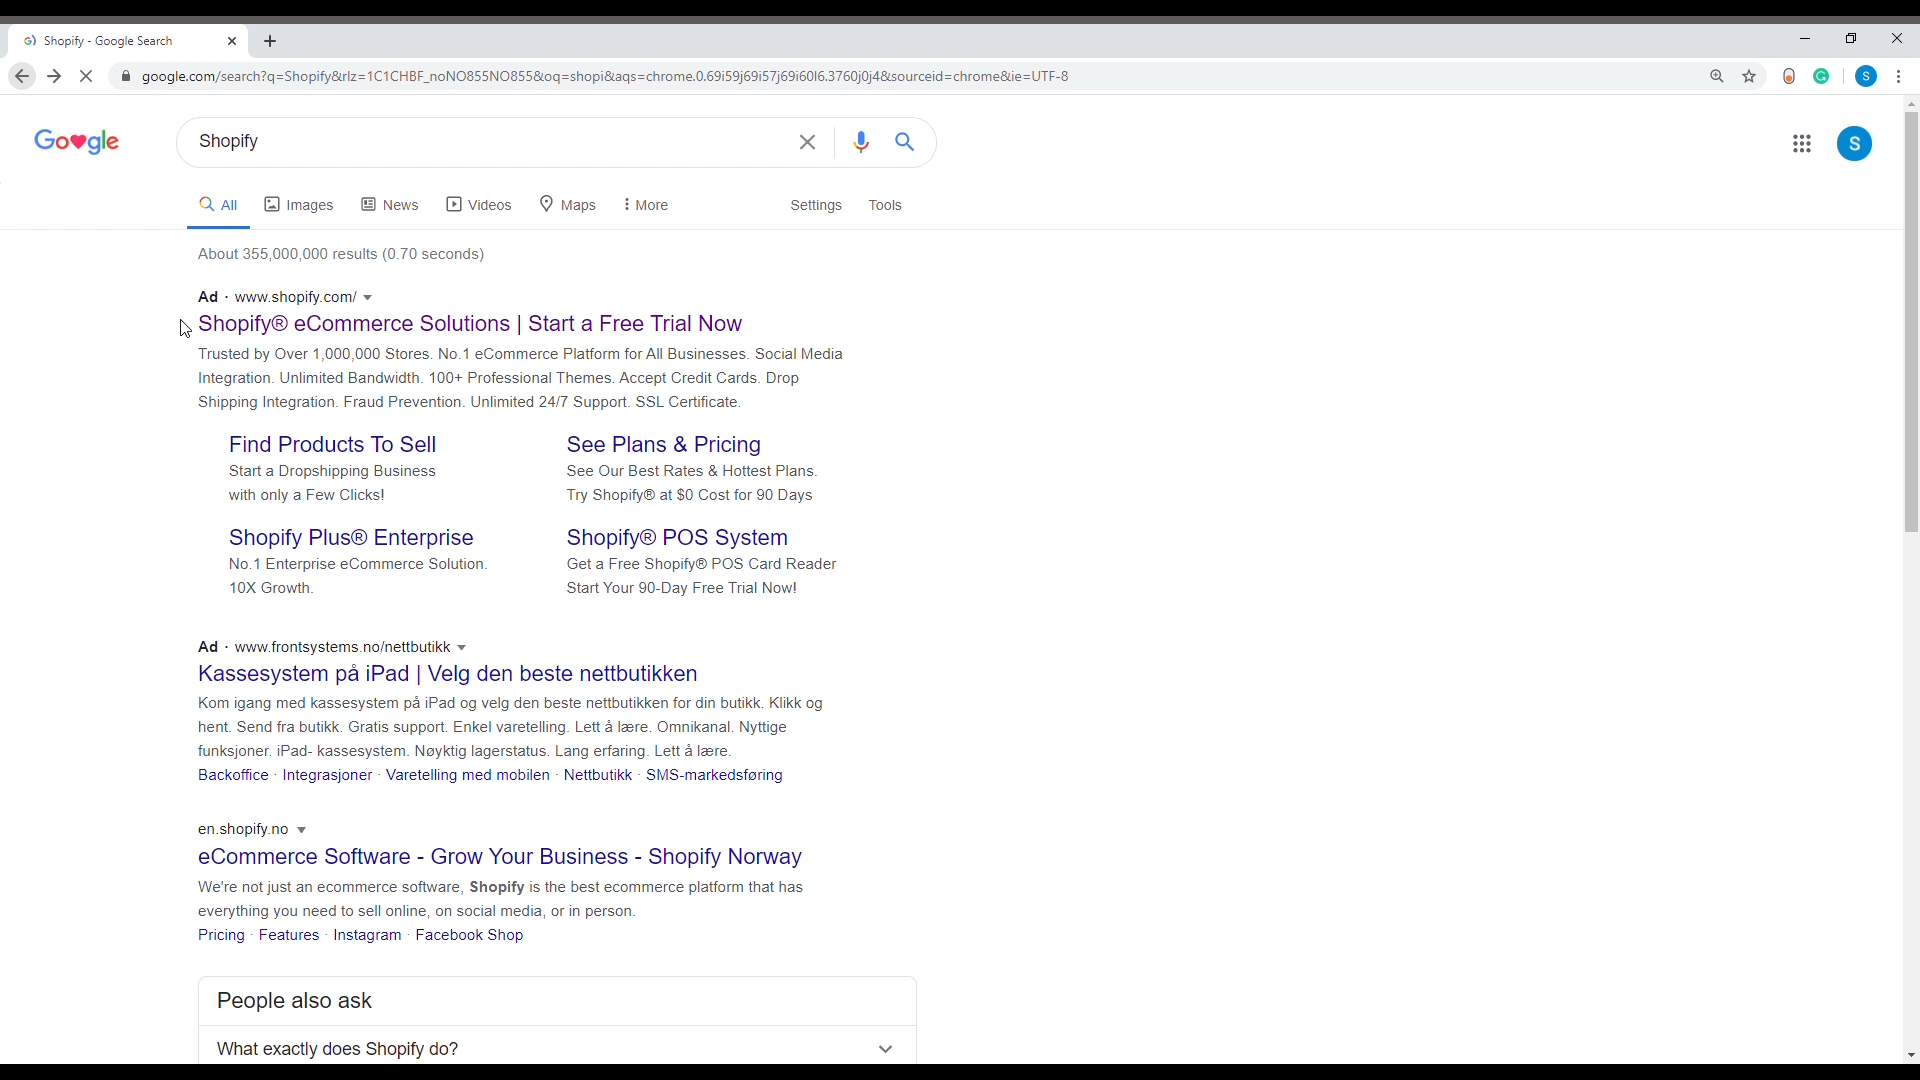 Shopify - Google Search
google.com/search?q=Shopify&rlz=1C1CHBF_noNO855NO855&oq=shopi&aqs=chrome.0.69i59j69i57j69i60l6.3760j0j4&sourceid=chrome&ie=UTF-8
S
Google
Shopify
S
All Images News Videos Maps More Settings Tools
About 355,000,000 results (0.70 seconds)
Ad · www.shopify.com/
Shopify® eCommerce Solutions | Start a Free Trial Now
Trusted by Over 1,000,000 Stores. No.1 eCommerce Platform for All Businesses. Social Media
Integration. Unlimited Bandwidth. 100+ Professional Themes. Accept Credit Cards. Drop
Shipping Integration. Fraud Prevention. Unlimited 24/7 Support. SSL Certificate.
Find Products To Sell
Start a Dropshipping Business
with only a Few Clicks!
See Plans & Pricing
See Our Best Rates & Hottest Plans.
Try Shopify® at $0 Cost for 90 Days
Shopify Plus® Enterprise
No.1 Enterprise eCommerce Solution.
10X Growth.
Shopify® POS System
Get a Free Shopify® POS Card Reader
Start Your 90-Day Free Trial Now!
Ad · www.frontsystems.no/nettbutikk
Kassesystem på iPad | Velg den beste nettbutikken
Kom igang med kassesystem på iPad og velg den beste nettbutikken for din butikk. Klikk og
hent. Send fra butikk. Gratis support. Enkel varetelling. Lett å lære. Omnikanal. Nyttige
funksjoner. iPad- kassesystem. Nøyktig lagerstatus. Lang erfaring. Lett å lære.
Backoffice · Integrasjoner · Varetelling med mobilen · Nettbutikk · SMS-markedsføring
en.shopify.no
eCommerce Software - Grow Your Business - Shopify Norway
We're not just an ecommerce software, Shopify is the best ecommerce platform that has
everything you need to sell online, on social media, or in person.
Pricing · Features · Instagram · Facebook Shop
People also ask
What exactly does Shopify do?